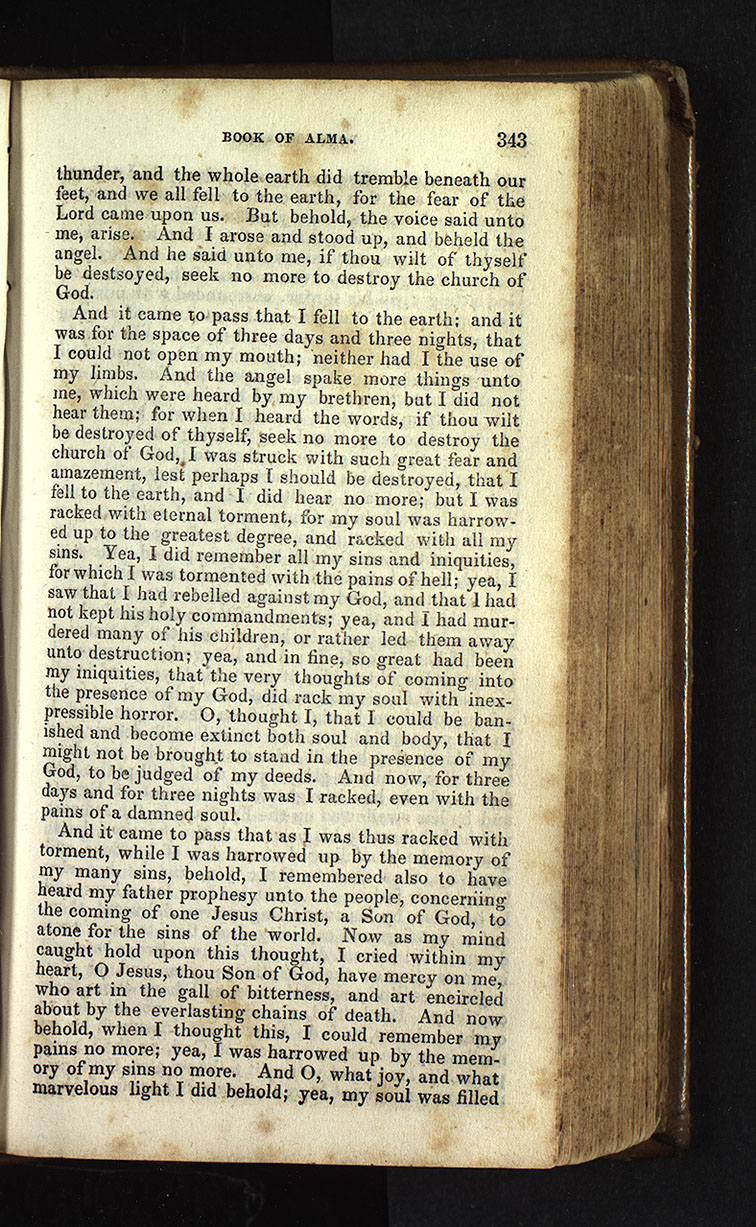 BOOK OF ALMA. 343
thunder, and the whole earth did tremble beneath our
feet, and we all fell to the earth, for the fear of the
Lord came upon us. But behold, the voice said unto
me, arise. And I arose and stood up, and beheld the
angel. And he said unto me, if thou wilt of thyself
be destsoyed, seek no more to destroy the church of
God.
And it came to pass that I fell to the earth; and it
was for the space of three days and three nights, that
I could not open my mouth; neither had I the use of
my limbs. And the angel spake more things unto
me, which were heard by my brethren, but I did not
hear them; for when I heard the words, if thou wilt
be destroyed of thyself, seek no more to destroy the
church of God, I was struck with such great fear and
amazement, lest perhaps I should be destroyed, that I
fell to the earth, and I did hear no more; but I was
racked with eternal torment, for my soul was harrow-
ed up to the greatest degree, and racked with all my
sins. Yea, I did remember all my sins and iniquities,
for which I was tormented with the pains of hell; yea, I
saw that I had rebelled against my God, and that I had
not kept his holy commandments; yea, and I had mur-
dered many of his children, or rather led them away
unto destruction; yea, and in fine, so great had been
my iniquities, that the very thoughts of coming into
the presence of my God, did rack my soul with inex-
pressible horror. O, thought I, that I could be ban-
ished and become extinct both soul and body, that I
might not be brought to stand in the presence of my
God, to be judged of my deeds. And now, for three
days and for three nights was I racked, even with the
pains of a damned soul.
And it came to pass that as I was thus racked with
torment, while I was harrowed up by the memory of
my many sins, behold, I remembered also to have
heard my father prophesy unto the people, concerniing
the coming of one Jesus Christ, a Son of God, to
atone for the sins of the world. Now as my mind
caught hold upon this thought, I cried within my
heart, O Jesus, thou Son of God, have mercy on me,
who art in the gall of bitterness, and art encircled
about by the everlasting chains of death. And now
behold, when I thought this, I could remember my
pains no more; yea, I was harrowed up by the mem-
ory of my sins no more. And O, what joy, and what
marvelous light I did behold; yea, my soul was filled